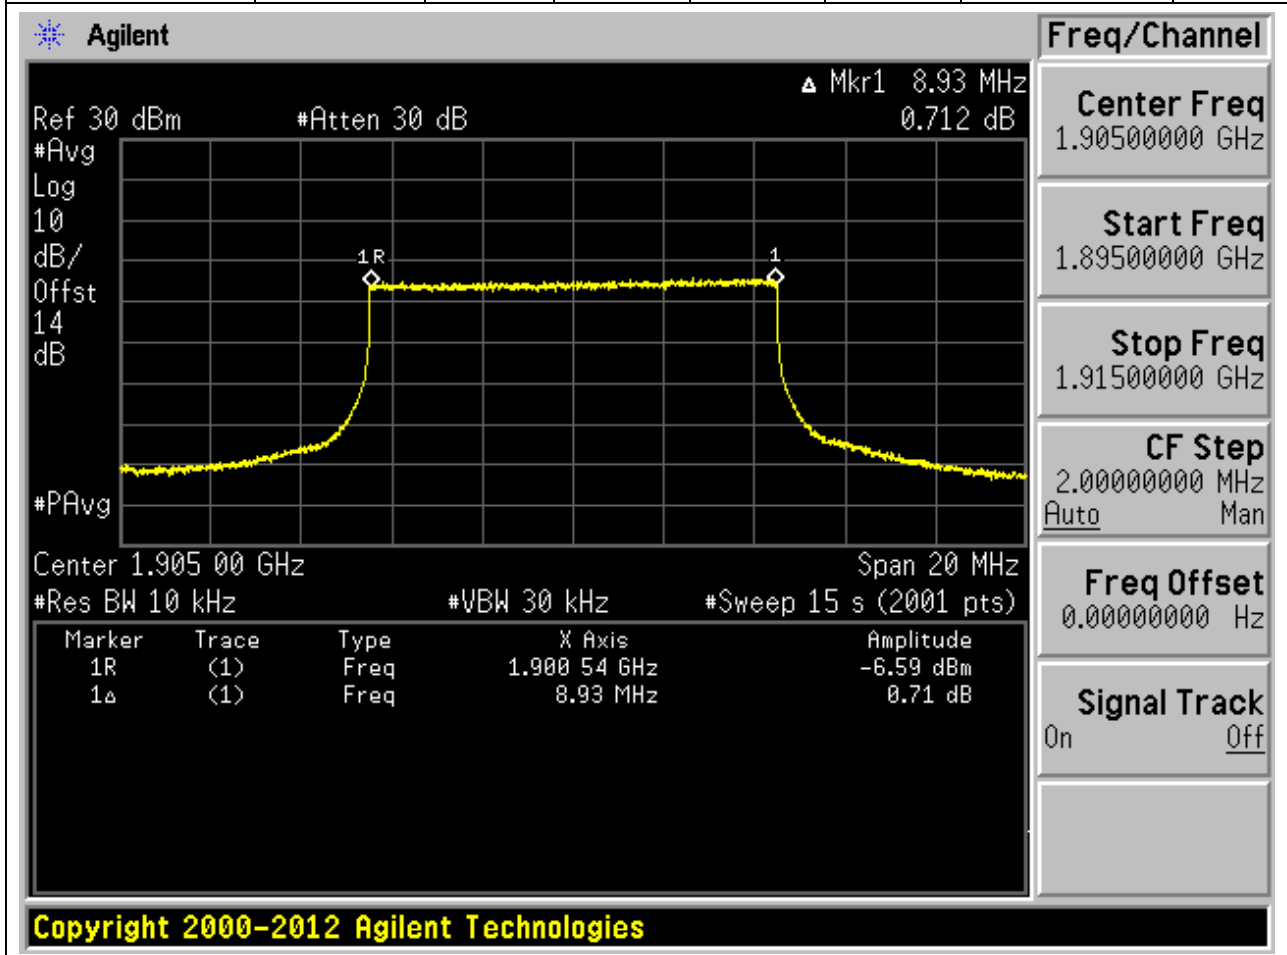 Agilent
Freq/Channel
▵ Mkr1 8.93 MHz
Ref 30 dBm #Atten 30 dB 0.712 dB
#Avg
Log
10
dB/
Offst
14
dB
1R
1
#PAvg
Center 1.905 00 GHz Span 20 MHz
#Res BW 10 kHz #VBW 30 kHz #Sweep 15 s (2001 pts)
Marker Trace Type X Axis Amplitude
1R (1) Freq 1.900 54 GHz -6.59 dBm
1▵ (1) Freq 8.93 MHz 0.71 dB
Center Freq
1.90500000 GHz
Start Freq
1.89500000 GHz
Stop Freq
1.91500000 GHz
CF Step
2.00000000 MHz
Auto Man
Freq Offset
0.00000000 Hz
Signal Track
On Off
Copyright 2000-2012 Agilent Technologies